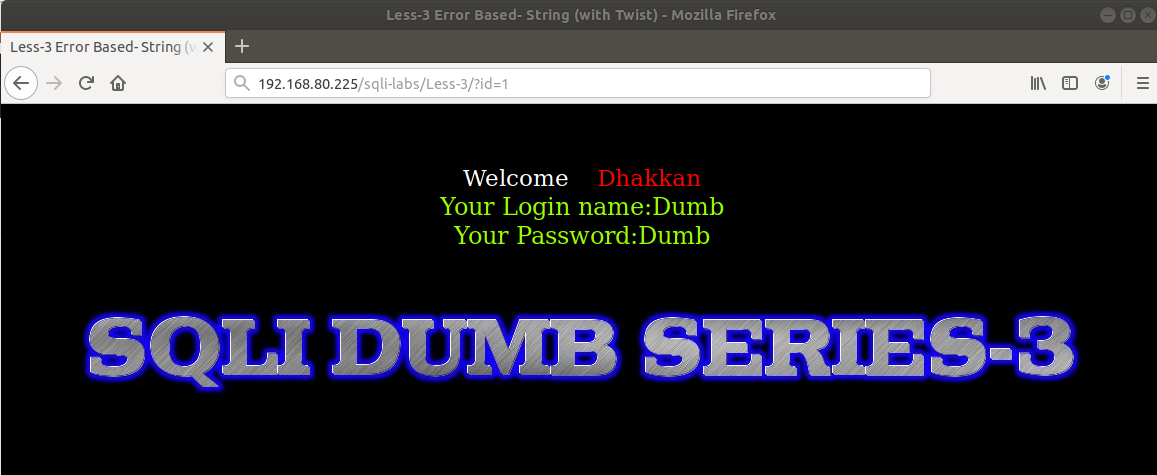 Less-3 Error Based- String (with Twist) - Mozilla Firefox
Less-3 Error Based- String (w
192.168.80.225/sqli-labs/Less-3/?id=1
Welcome Dhakkan
Your Login name:Dumb
Your Password:Dumb
SQLI DUMB SERIES-3